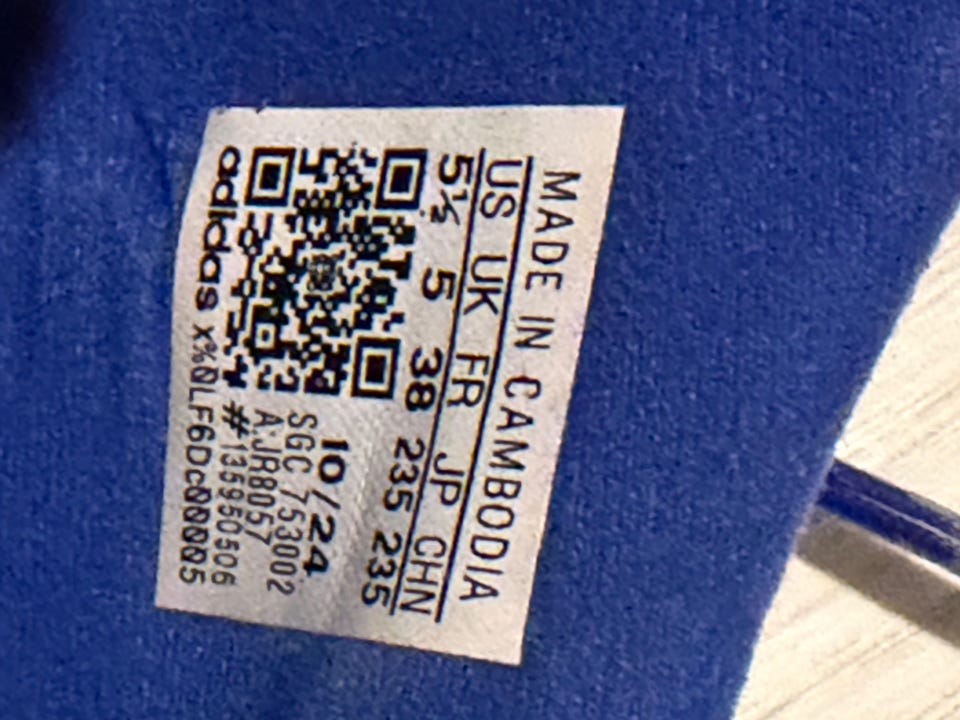 MADE IN CAMBODIA
US UK FR JP CHN
5½ 5 38 235 235
10/24
SGC 753002
A:JR8057
#135950506
adidas x%0LF6Dc00005